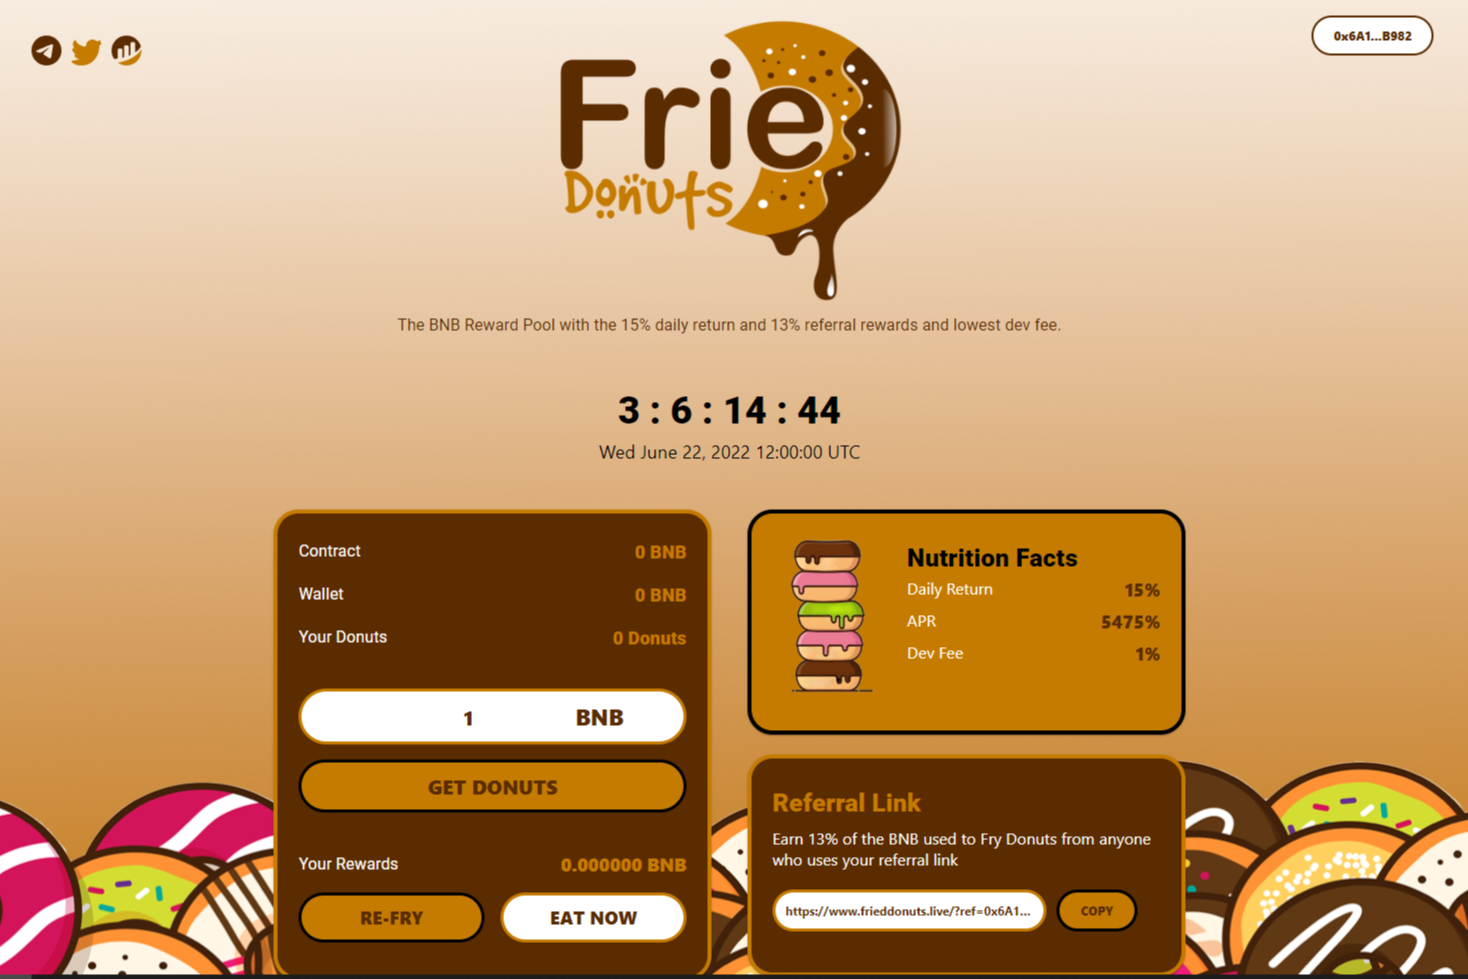 0x6A1...B982
Frie
Donuts
The BNB Reward Pool with the 15% daily return and 13% referral rewards and lowest dev fee.
3 : 6 : 14 : 44
Wed June 22, 2022 12:00:00 UTC
Contract 0 BNB
Wallet 0 BNB
Your Donuts 0 Donuts
1 BNB
GET DONUTS
Your Rewards 0.000000 BNB
RE-FRY EAT NOW
Nutrition Facts
Daily Return 15%
APR 5475%
Dev Fee 1%
Referral Link
Earn 13% of the BNB used to Fry Donuts from anyone
who uses your referral link
https://www.frieddonuts.live/?ref=0x6A1... COPY